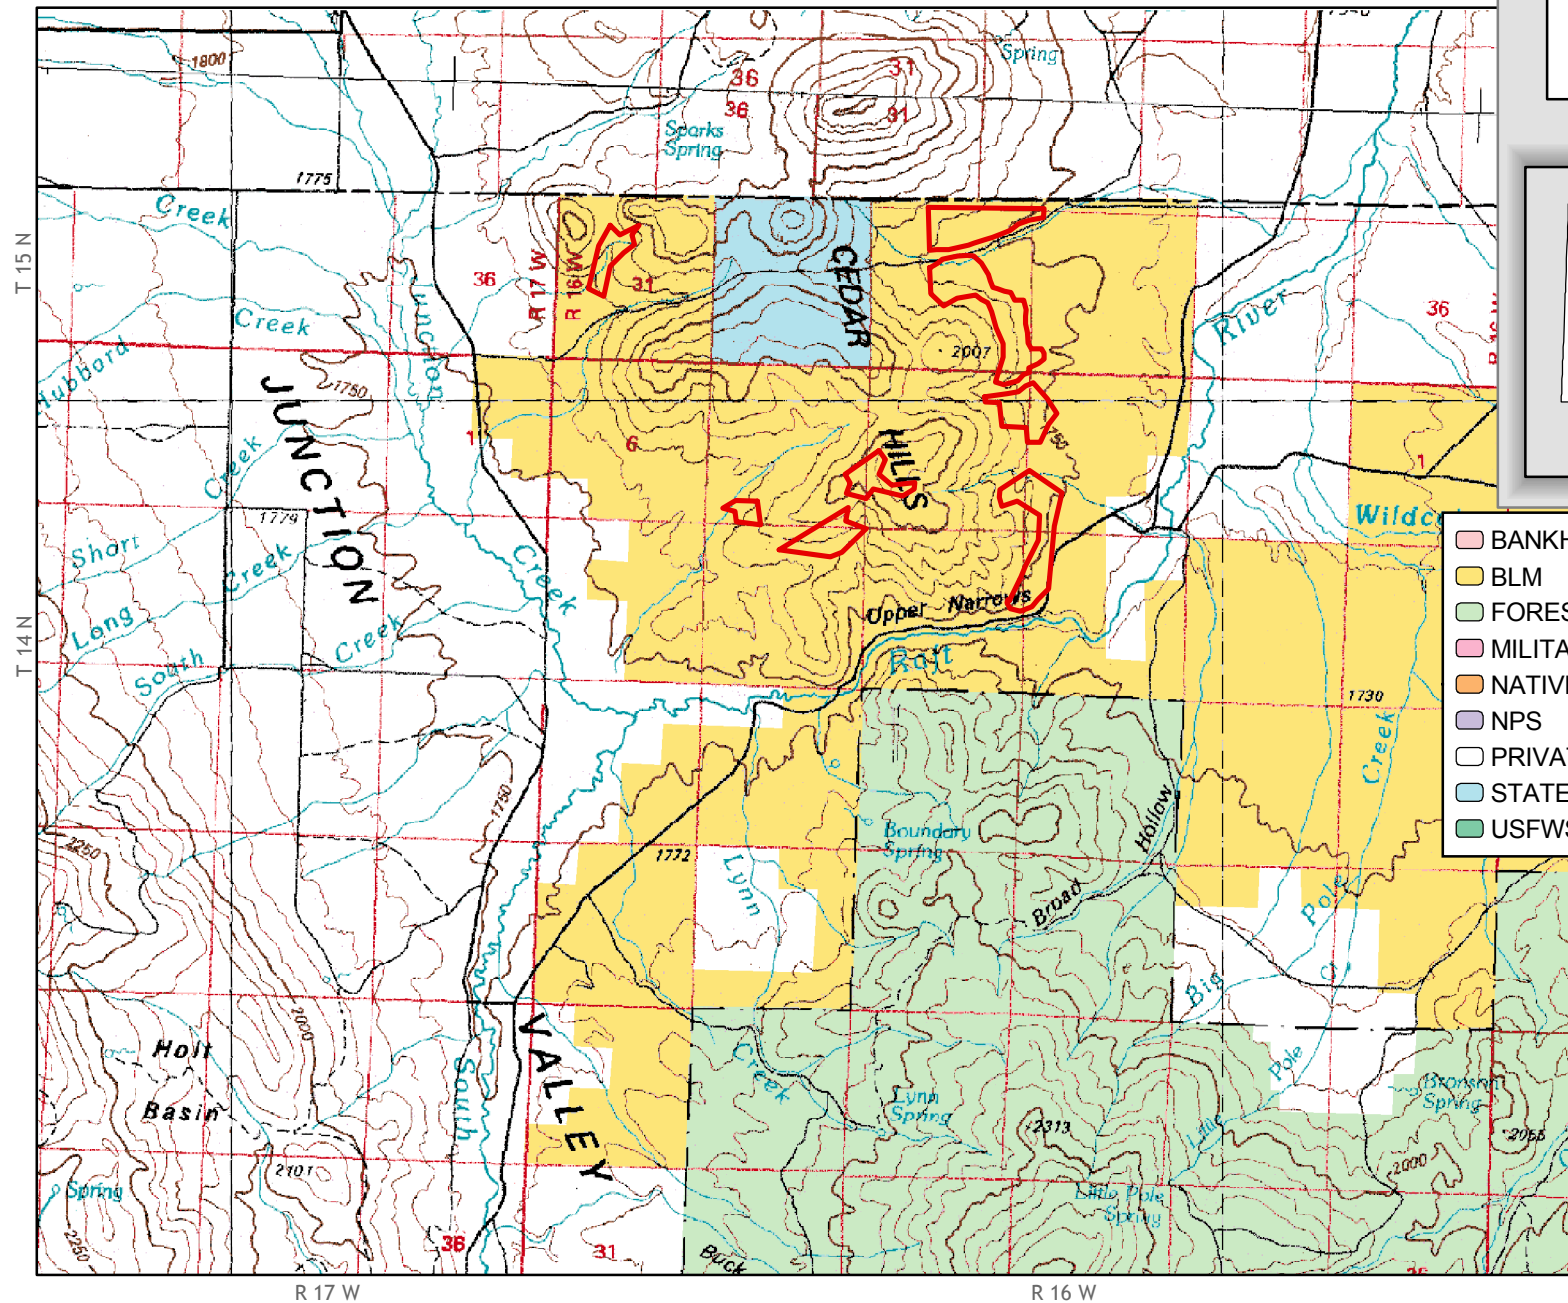 1800
Spring
36
31
36
31
Sparks
Spring
1775
Creek
T 15 N
36
R 17 W
R 16 W
31
CEDAR
River
36
Creek
Junction
2007
1750
JUNCTION
1
6
HILLS
1
Creek
1779
Short
Creek
Creek
Wildc
BANKH
BLM
FORES
MILITA
NATIV
NPS
PRIVA
STATE
USFWS
Long
Creek
South
T 14 N
Upper Narrows
Raft
1730
Creek
1750
2250
1772
Boundary
Spring
Hollow
Lynn
Broad
Pole
Cr
Big
2000
Holt
Basin
VALLEY
South
Creek
Lynn
Spring
Pole
Bronson
Spring
2313
Little
2055
2101
2000
Spring
Little Pole
Spring
2250
36
31
Buck
R 17 W
R 16 W